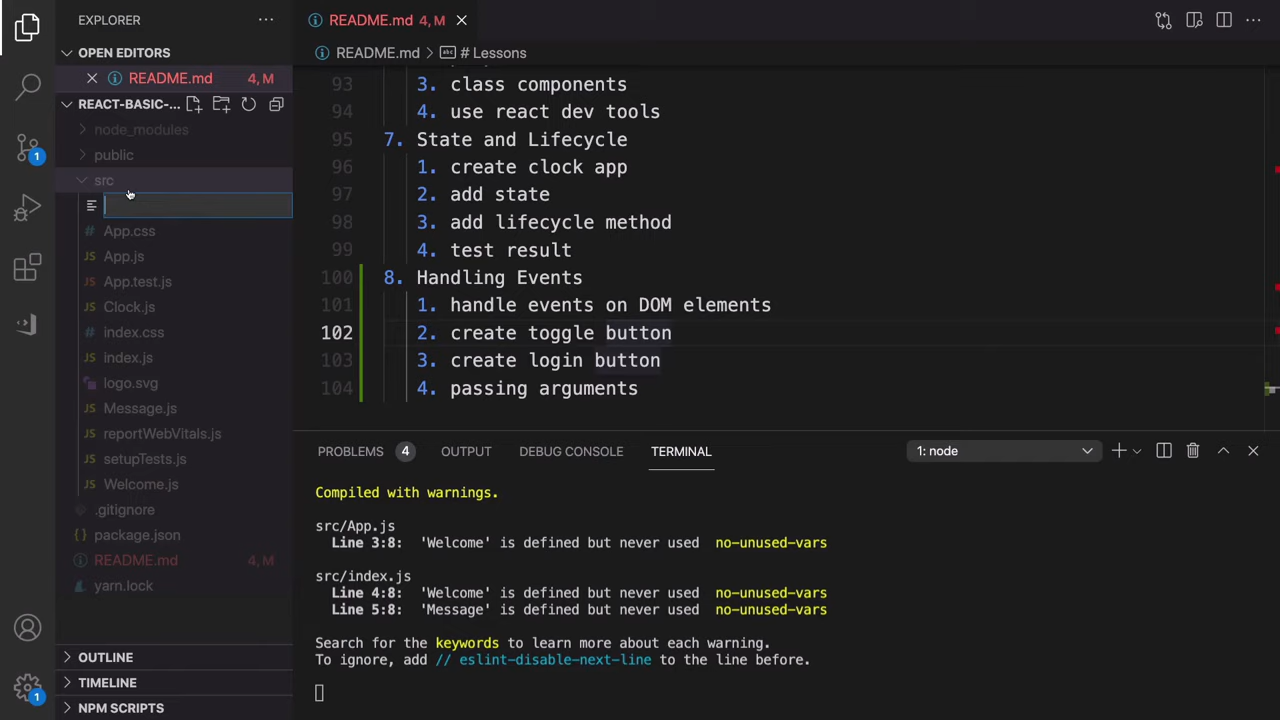 EXPLORER
OPEN EDITORS
README.md 4, M
REACT-BASIC-...
node_modules
public
src
App.css
App.js
App.test.js
Clock.js
index.css
index.js
logo.svg
Message.js
reportWebVitals.js
setupTests.js
Welcome.js
.gitignore
package.json
README.md 4, M
yarn.lock
OUTLINE
TIMELINE
NPM SCRIPTS
1
1
README.md 4, M
README.md > # Lessons
93 3. class components
94 4. use react dev tools
95 7. State and Lifecycle
96 1. create clock app
97 2. add state
98 3. add lifecycle method
99 4. test result
100 8. Handling Events
101 1. handle events on DOM elements
102 2. create toggle button
103 3. create login button
104 4. passing arguments
PROBLEMS 4 OUTPUT DEBUG CONSOLE TERMINAL 1: node
Compiled with warnings.
src/App.js
Line 3:8: 'Welcome' is defined but never used no-unused-vars
src/index.js
Line 4:8: 'Welcome' is defined but never used no-unused-vars
Line 5:8: 'Message' is defined but never used no-unused-vars
Search for the keywords to learn more about each warning.
To ignore, add // eslint-disable-next-line to the line before.